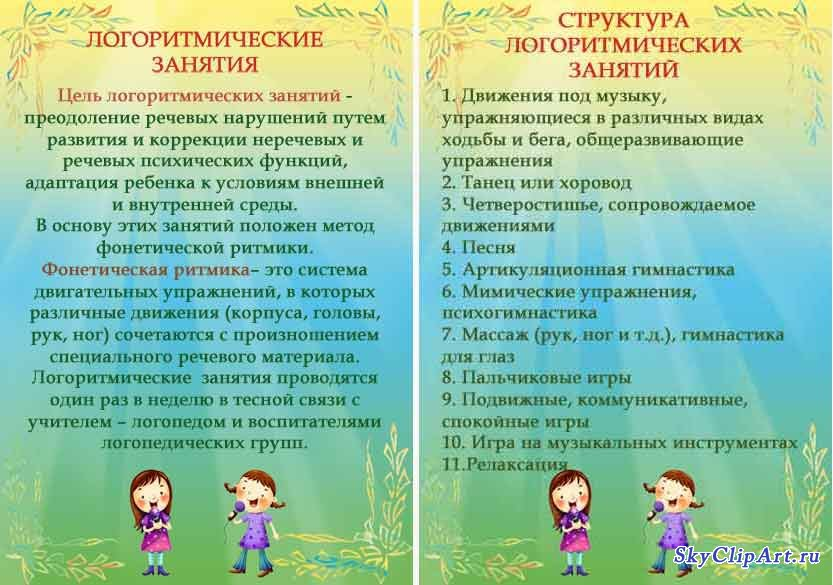 ЛОГОРИТМИЧЕСКИЕ
ЗАНЯТИЯ
Цель логоритмических занятий -
преодоление речевых нарушений путем
развития и коррекции неречевых и
речевых психических функций,
адаптация ребенка к условиям внешней
и внутренней среды.
В основу этих занятий положен метод
фонетической ритмики.
Фонетическая ритмика– это система
двигательных упражнений, в которых
различные движения (корпуса, головы,
рук, ног) сочетаются с произношением
специального речевого материала.
Логоритмические занятия проводятся
один раз в неделю в тесной связи с
учителем – логопедом и воспитателями
логопедических групп.
СТРУКТУРА
ЛОГОРИТМИЧЕСКИХ
ЗАНЯТИЙ
1. Движения под музыку,
упражняющиеся в различных видах
ходьбы и бега, общеразвивающие
упражнения
2. Танец или хоровод
3. Четверостишье, сопровождаемое
движениями
4. Песня
5. Артикуляционная гимнастика
6. Мимические упражнения,
психогимнастика
7. Массаж (рук, ног и т.д.), гимнастика
для глаз
8. Пальчиковые игры
9. Подвижные, коммуникативные,
спокойные игры
10. Игра на музыкальных инструментах
11.Релаксация
SkyClipArt.ru